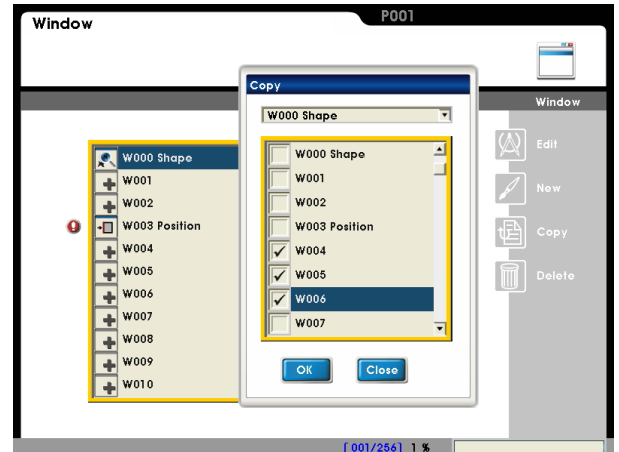 P001
Window
Window
Copy
W000 Shape
W000 Shape
W001
W002
W003 Position
W004
W005
W006
W007
W008
W009
W010
W000 Shape
W001
W002
W003 Position
W004
W005
W006
W007
OK
Close
Edit
New
Copy
Delete
[001/256] 1 %